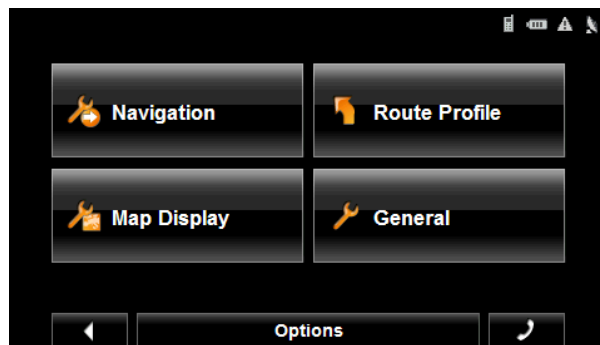 Navigation
Route Profile
Map Display
General
Options